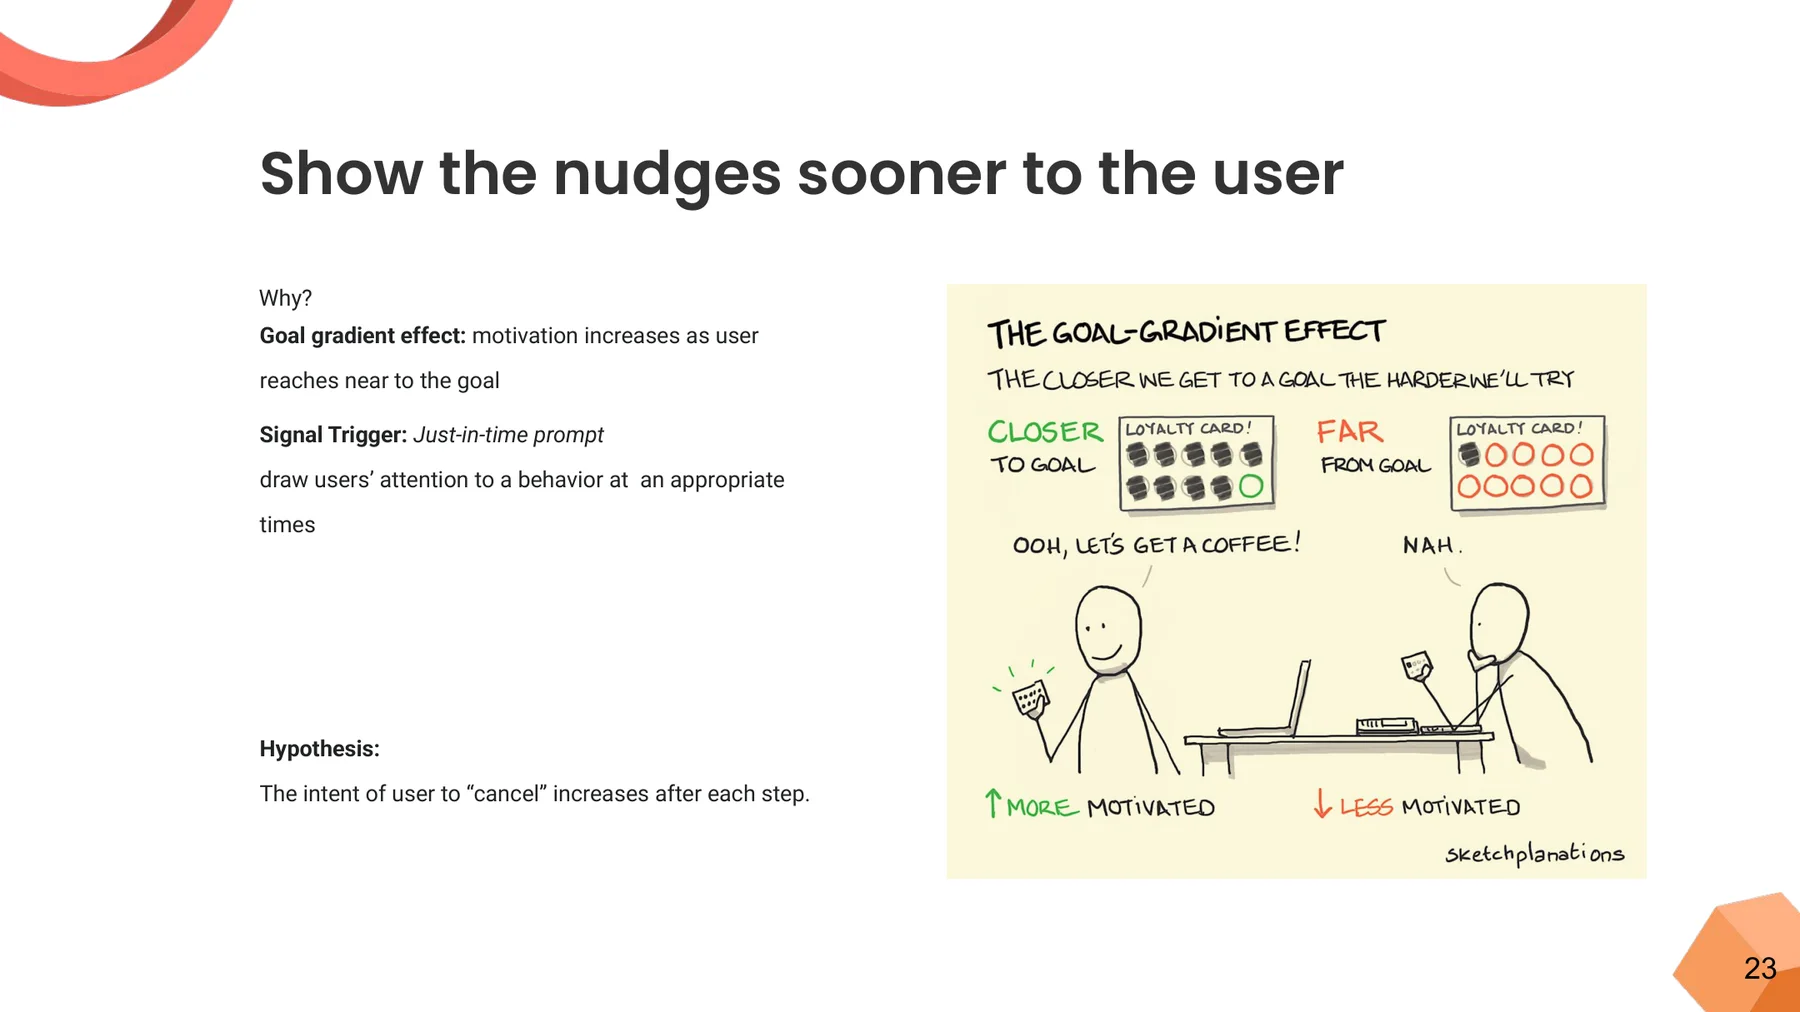 Show the nudges sooner to the user
Why?
Goal gradient effect: motivation increases as user
reaches near to the goal
Signal Trigger: Just-in-time prompt
draw users’ attention to a behavior at  an appropriate
times
Hypothesis:
The intent of user to “cancel” increases after each step.
THE GOAL-GRADIENT EFFECT
THE CLOSER WE GET TO A GOAL THE HARDER WE'LL TRY
CLOSER
TO GOAL
LOYALTY CARD!
FAR
FROM GOAL
LOYALTY CARD!
OOH, LET'S GET A COFFEE!
NAH.
↑ MORE MOTIVATED
↓ LESS MOTIVATED
sketchplanations
23